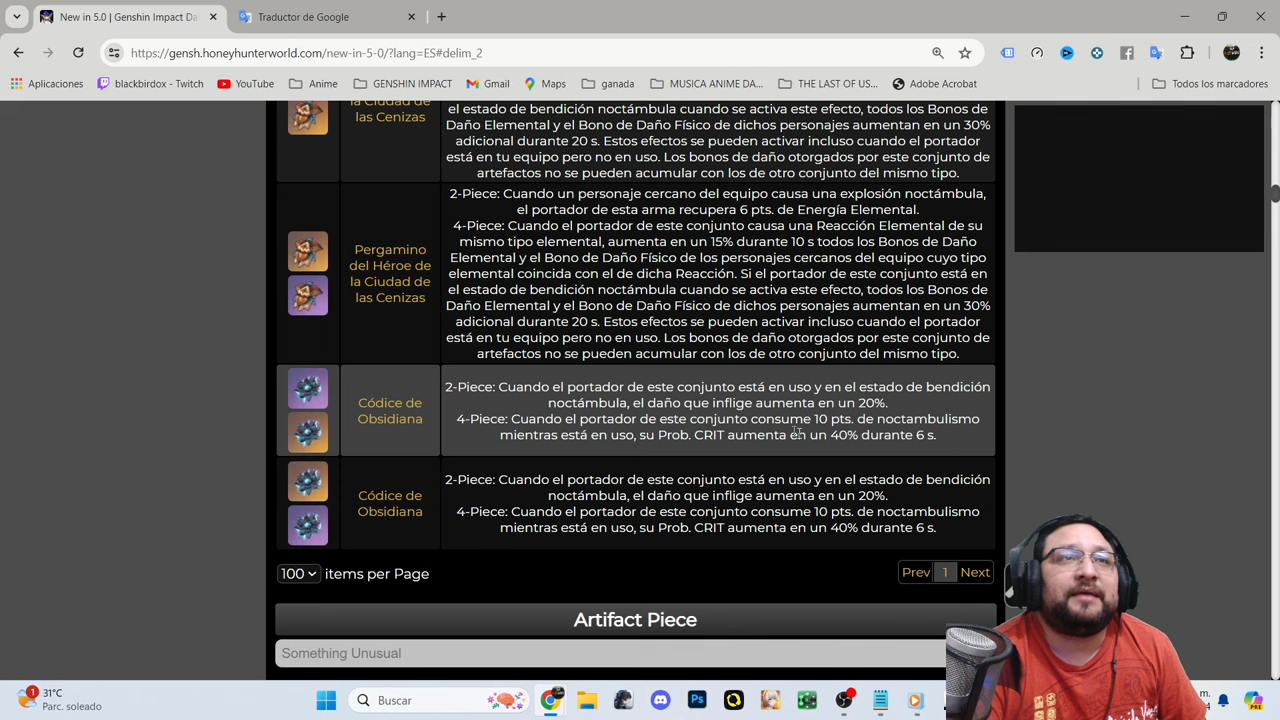 New in 5.0 | Genshin Impact Da
Traductor de Google
https://gensh.honeyhunterworld.com/new-in-5-0/?lang=ES#delim_2
Aplicaciones
blackbirdox - Twitch
YouTube
Anime
GENSHIN IMPACT
Gmail
Maps
ganada
MUSICA ANIME DA...
THE LAST OF US...
Adobe Acrobat
Todos los marcadores
la Ciudad de
las Cenizas
el estado de bendición noctámbula cuando se activa este efecto, todos los Bonos de
Daño Elemental y el Bono de Daño Físico de dichos personajes aumentan en un 30%
adicional durante 20 s. Estos efectos se pueden activar incluso cuando el portador
está en tu equipo pero no en uso. Los bonos de daño otorgados por este conjunto de
artefactos no se pueden acumular con los de otro conjunto del mismo tipo.
Pergamino
del Héroe de
la Ciudad de
las Cenizas
2-Piece: Cuando un personaje cercano del equipo causa una explosión noctámbula,
el portador de esta arma recupera 6 pts. de Energía Elemental.
4-Piece: Cuando el portador de este conjunto causa una Reacción Elemental de su
mismo tipo elemental, aumenta en un 15% durante 10 s todos los Bonos de Daño
Elemental y el Bono de Daño Físico de los personajes cercanos del equipo cuyo tipo
elemental coincida con el de dicha Reacción. Si el portador de este conjunto está en
el estado de bendición noctámbula cuando se activa este efecto, todos los Bonos de
Daño Elemental y el Bono de Daño Físico de dichos personajes aumentan en un 30%
adicional durante 20 s. Estos efectos se pueden activar incluso cuando el portador
está en tu equipo pero no en uso. Los bonos de daño otorgados por este conjunto de
artefactos no se pueden acumular con los de otro conjunto del mismo tipo.
Códice de
Obsidiana
2-Piece: Cuando el portador de este conjunto está en uso y en el estado de bendición
noctámbula, el daño que inflige aumenta en un 20%.
4-Piece: Cuando el portador de este conjunto consume 10 pts. de noctambulismo
mientras está en uso, su Prob. CRIT aumenta en un 40% durante 6 s.
Códice de
Obsidiana
2-Piece: Cuando el portador de este conjunto está en uso y en el estado de bendición
noctámbula, el daño que inflige aumenta en un 20%.
4-Piece: Cuando el portador de este conjunto consume 10 pts. de noctambulismo
mientras está en uso, su Prob. CRIT aumenta en un 40% durante 6 s.
100 items per Page
Prev 1 Next
Artifact Piece
Something Unusual
1
31°C
Parc. soleado
Buscar
Ps
m.
4
PRE